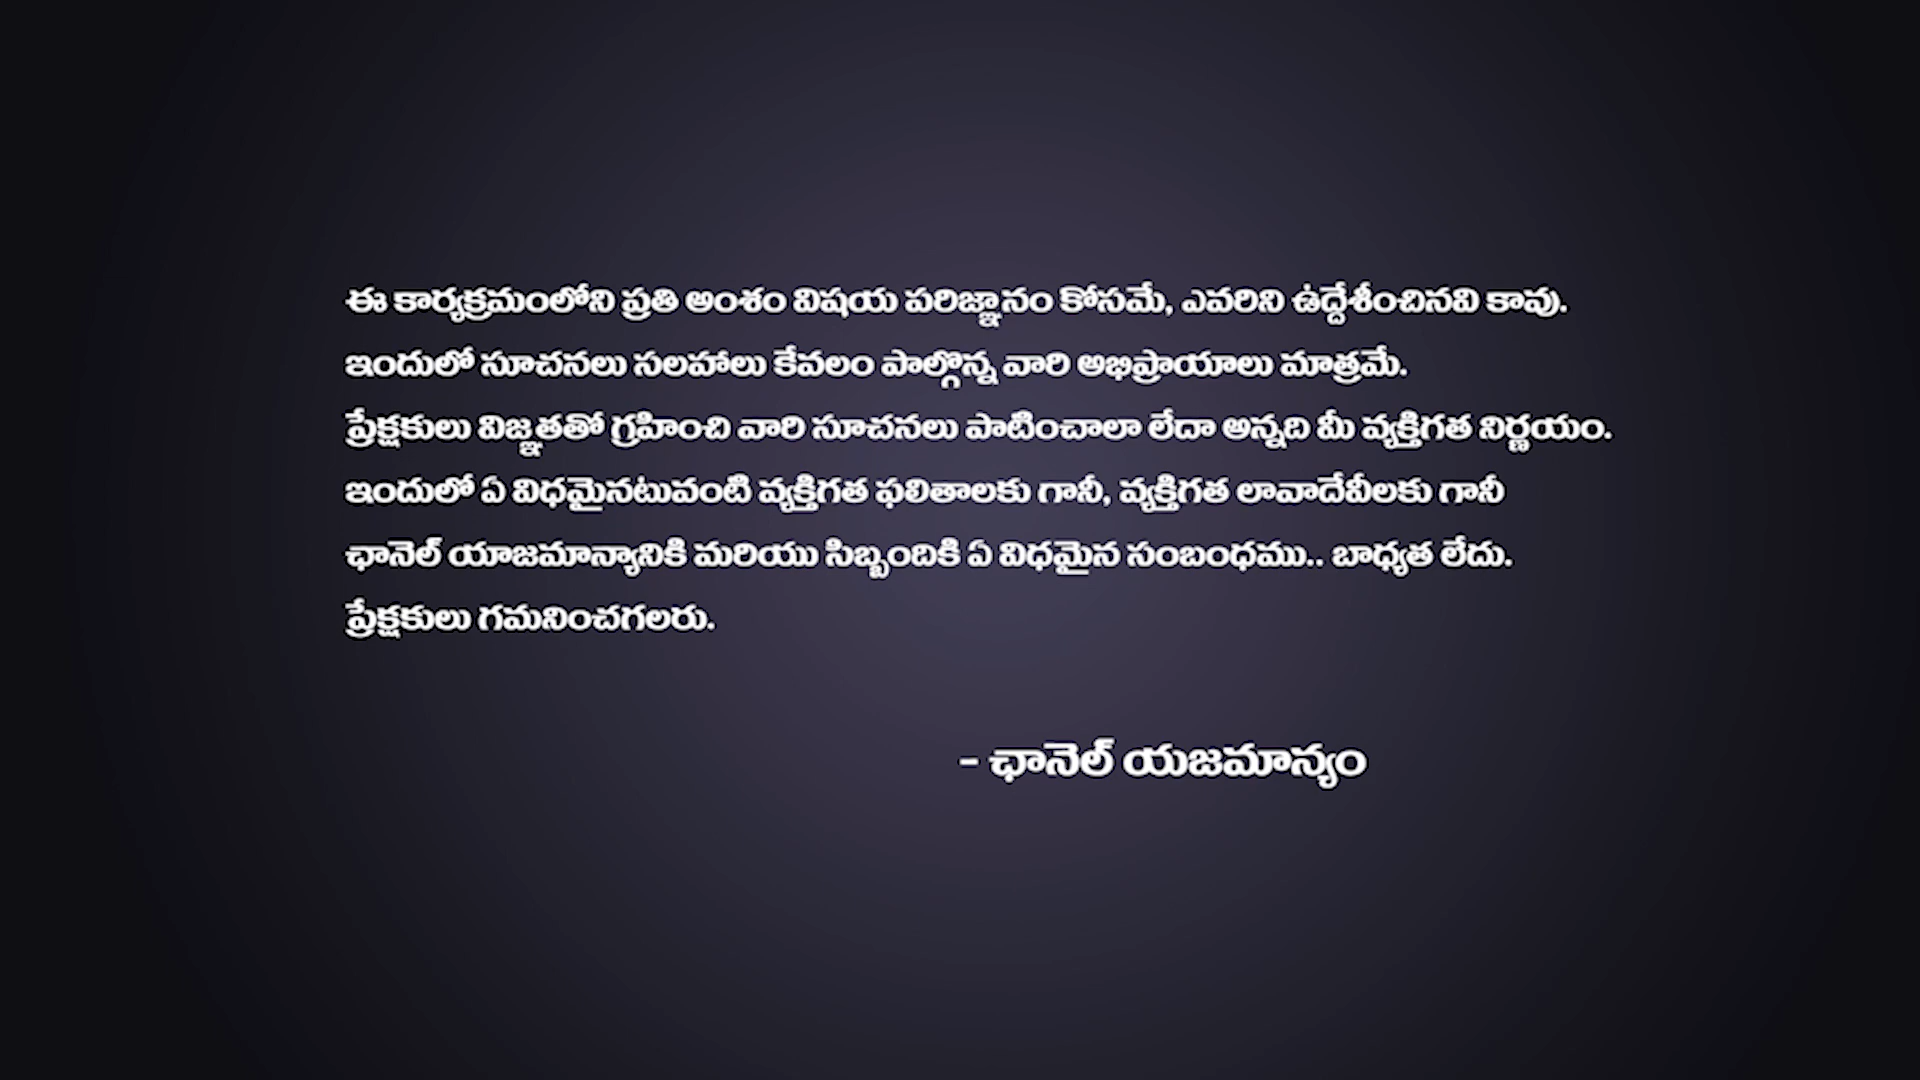 ఈ కార్యక్రమంలోని ప్రతి అంశం విషయ పరిజ్ఞానం కోసమే, ఎవరిని ఉద్దేశించినవి కావు.
ఇందులో సూచనలు సలహాలు కేవలం పాల్గొన్న వారి అభిప్రాయాలు మాత్రమే.
ప్రేక్షకులు విజ్ఞతతో గ్రహించి వారి సూచనలు పాటించాలా లేదా అన్నది మీ వ్యక్తిగత నిర్ణయం.
ఇందులో ఏ విధమైనటువంటి వ్యక్తిగత ఫలితాలకు గానీ, వ్యక్తిగత లావాదేవీలకు గానీ
ఛానెల్ యాజమాన్యానికి మరియు సిబ్బందికి ఏ విధమైన సంబంధము.. బాధ్యత లేదు.
ప్రేక్షకులు గమనించగలరు.
- ఛానెల్ యజమాన్యం